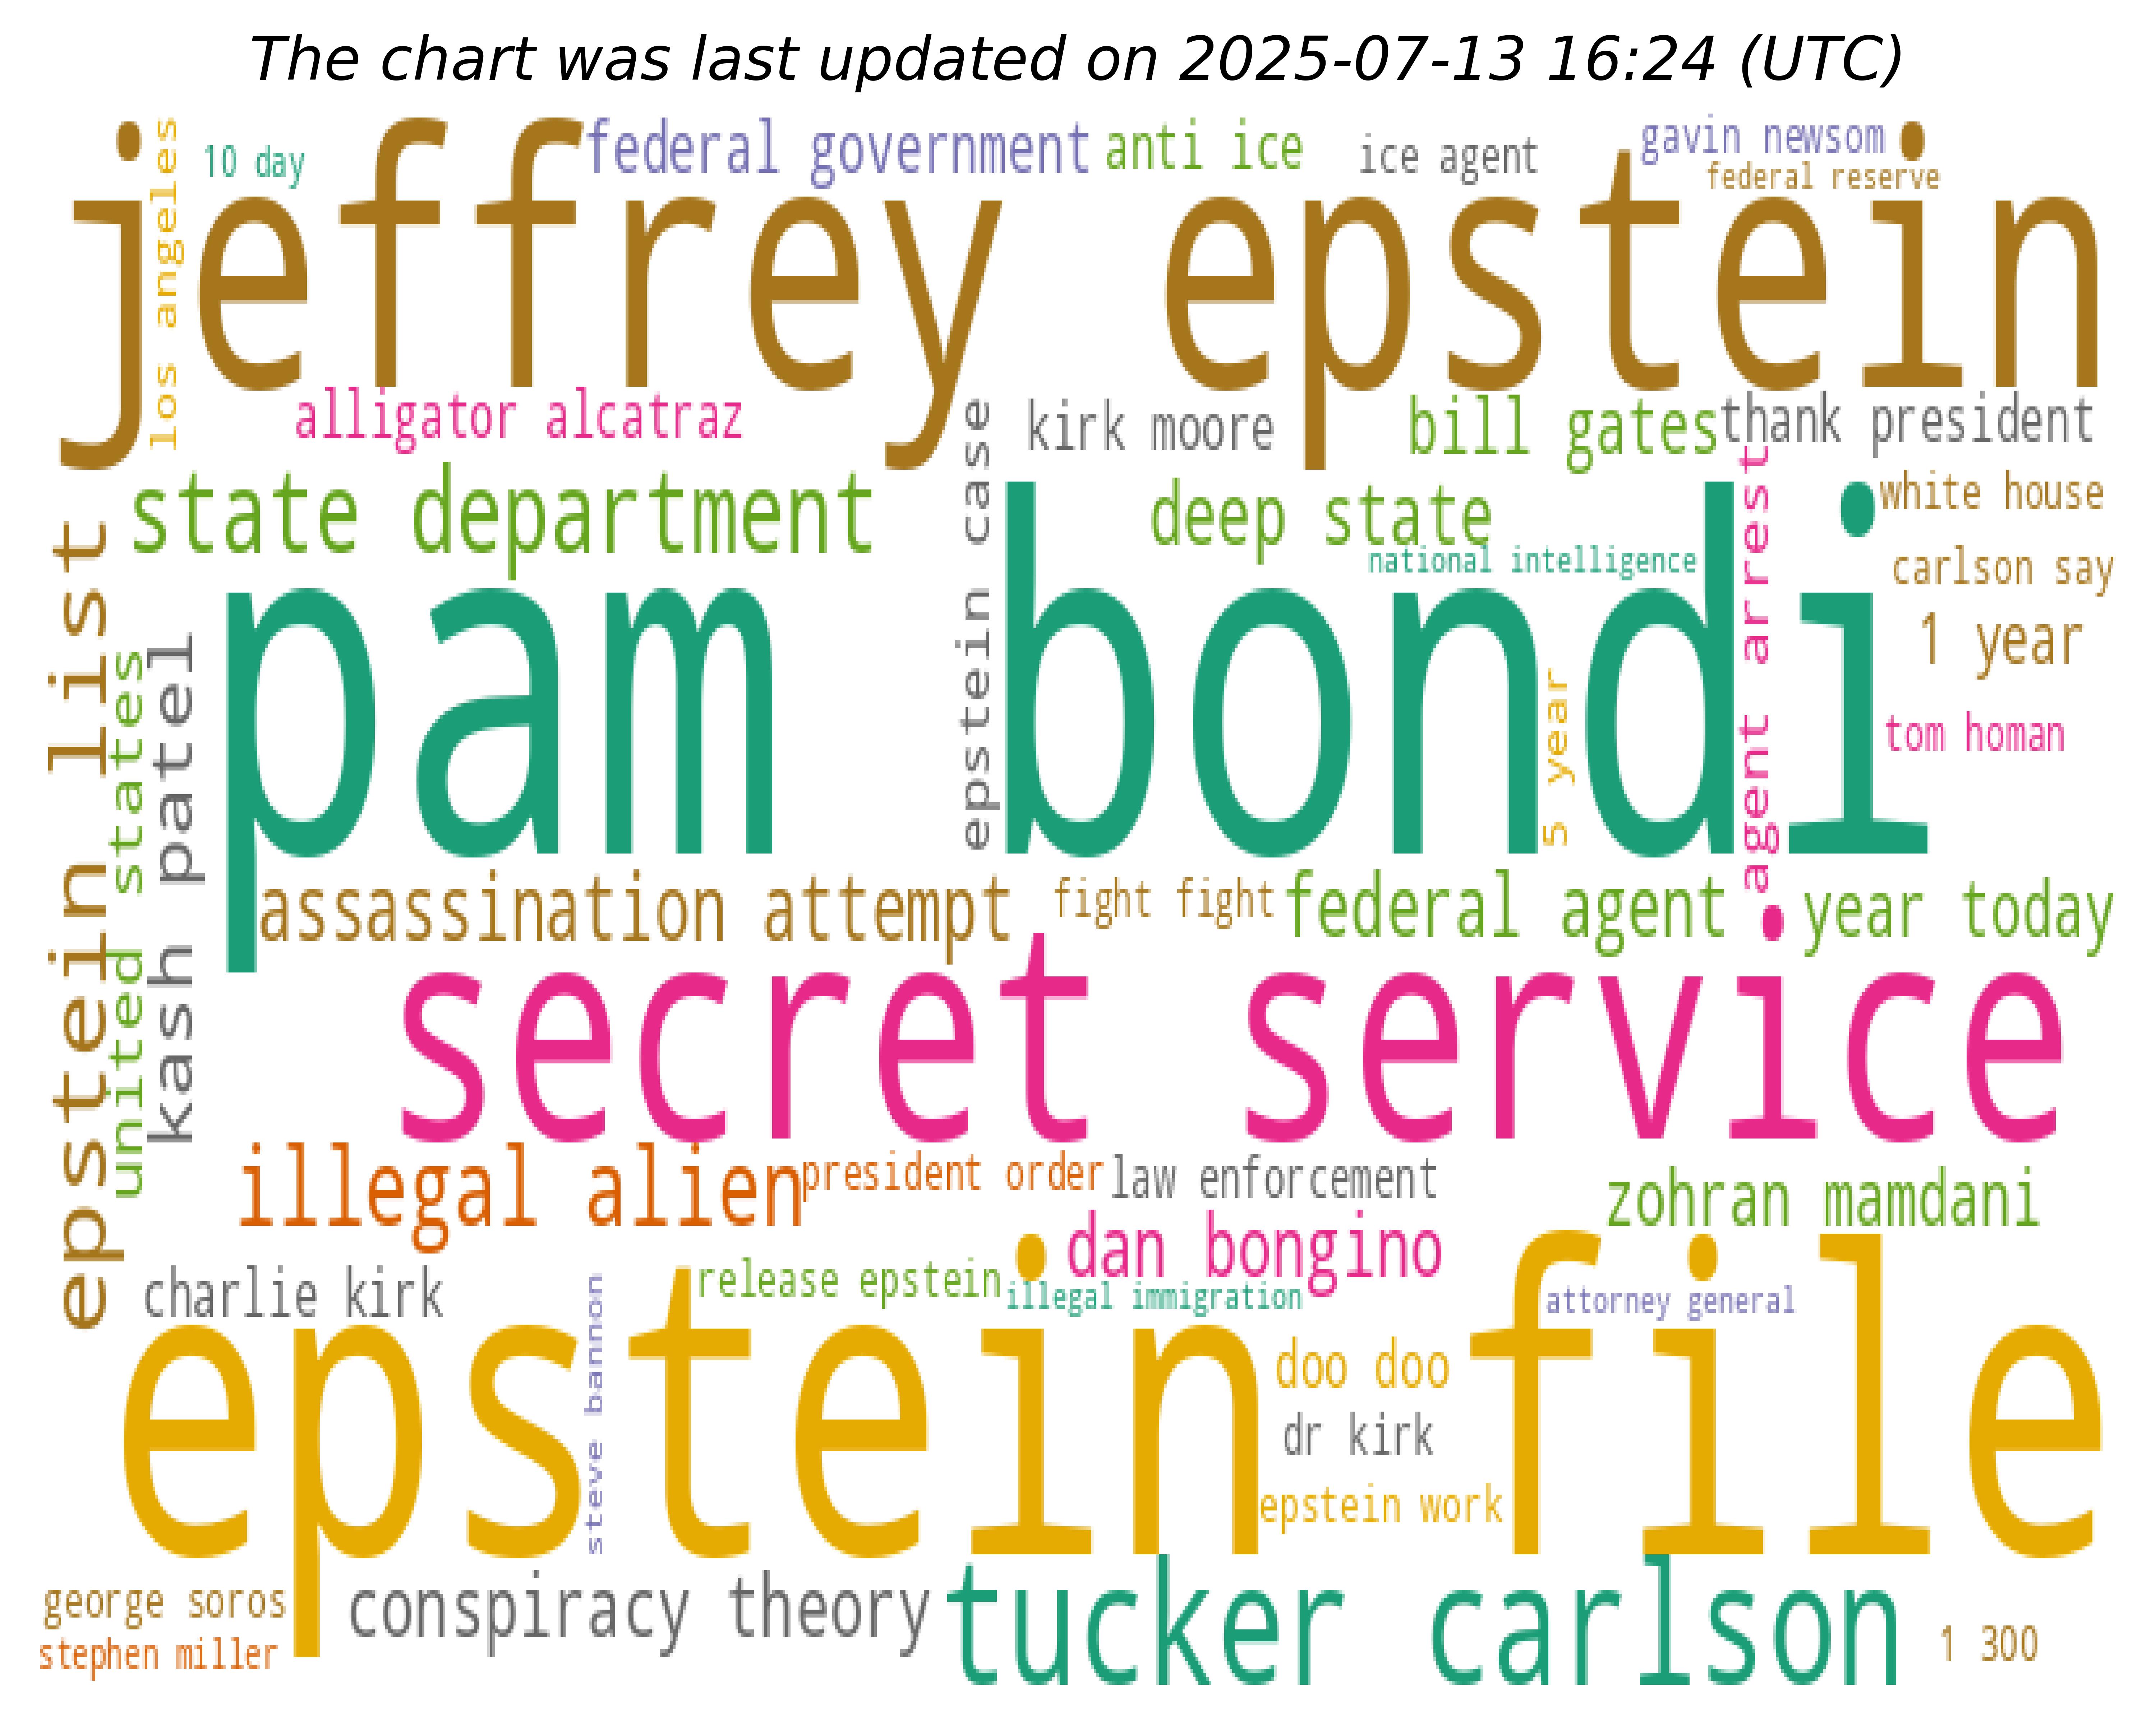 The chart was last updated on 2025-07-13 16:24 (UTC)
jeffrey epstein
los angeles
10 day
federal government
anti ice
ice agent
gavin newsom
federal reserve
alligator alcatraz
kirk moore
bill gates
thank president
state department
epstein case
deep state
national intelligence
agent arrest
white house
carlson say
1 year
tom homan
epstein list
united states
kash patel
pam bondi
5 year
assassination attempt
fight fight
federal agent
year today
secret service
illegal alien
president order
law enforcement
zohran mamdani
dan bongino
charlie kirk
release epstein
illegal immigration
attorney general
epstein file
steve bannon
doo doo
dr kirk
epstein work
george soros
stephen miller
conspiracy theory
tucker carlson
1 300